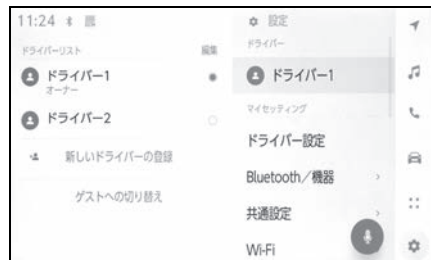 11:24
ドライバーリスト
編集
ドライバー1
オーナー
ドライバー2
新しいドライバーの登録
ゲストへの切り替え
設定
ドライバー
ドライバー1
マイセッティング
ドライバー設定
Bluetooth／機器
共通設定
Wi-Fi